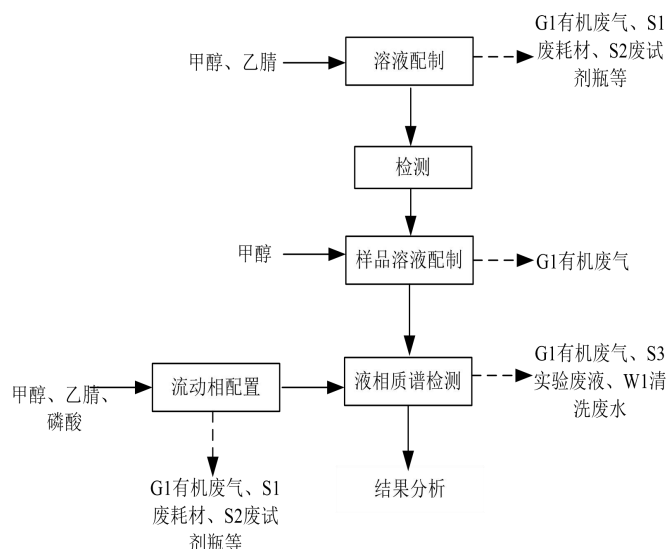 甲醇、乙腈
溶液配制
G1有机废气、S1
废耗材、S2废试
剂瓶等
检测
甲醇
样品溶液配制
G1有机废气
甲醇、乙腈、
磷酸
流动相配置
液相质谱检测
G1有机废气、S3
实验废液、W1清
洗废水
G1有机废气、S1
废耗材、S2废试
剂瓶等
结果分析